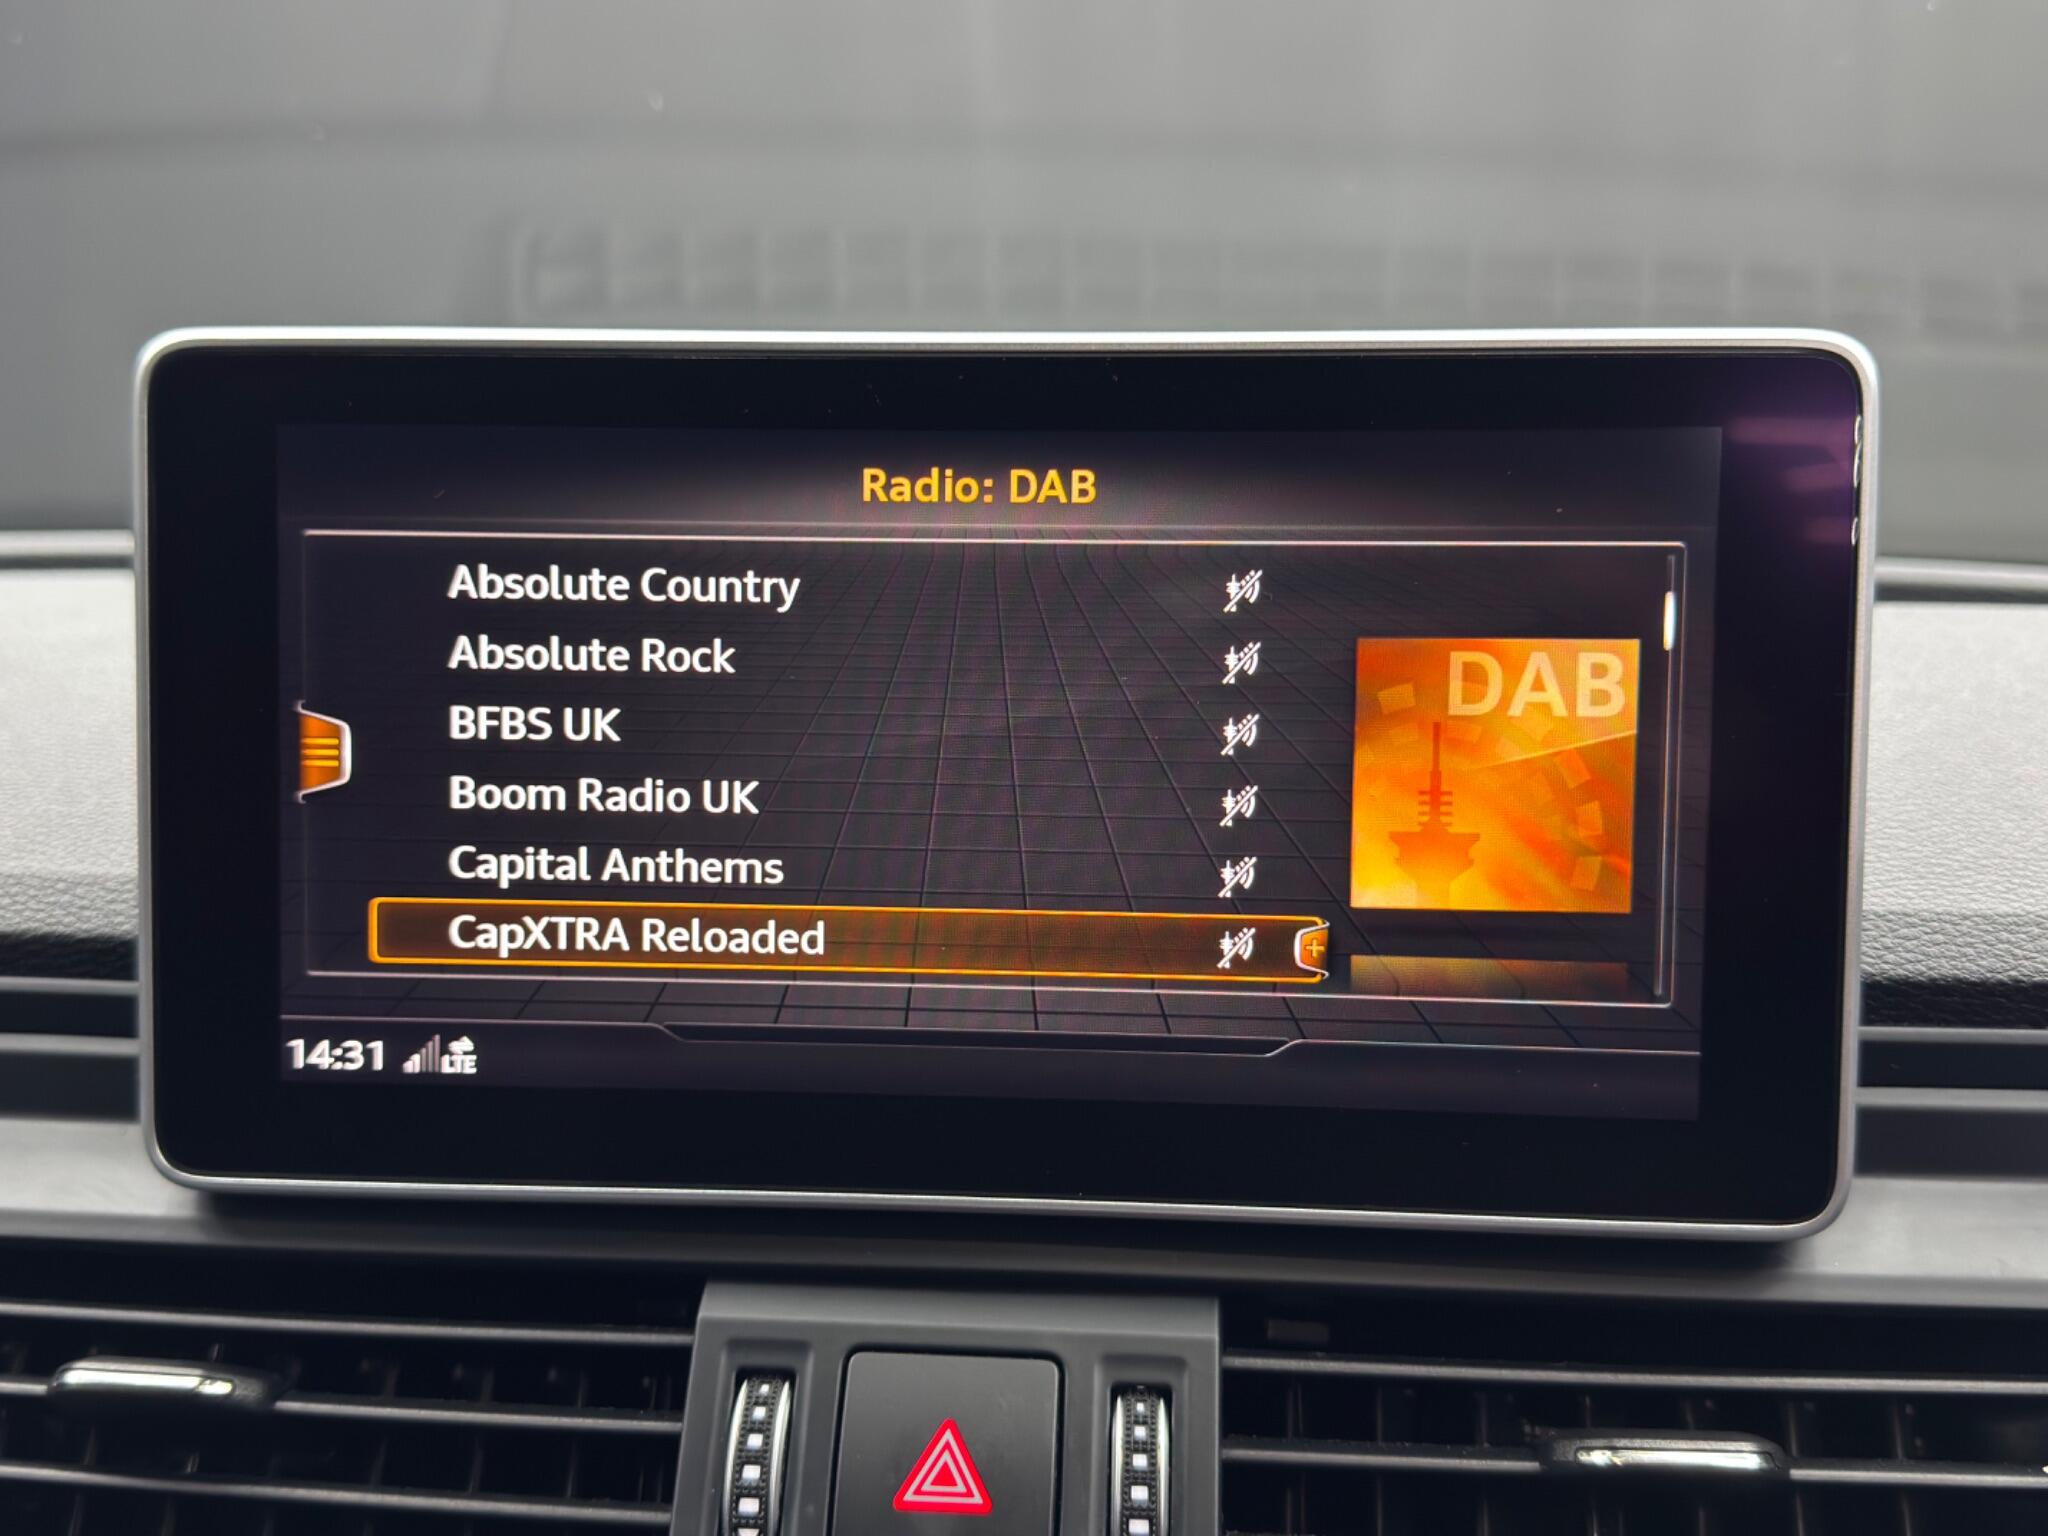 Radio: DAB
Absolute Country
Absolute Rock
BFBS UK
Boom Radio UK
Capital Anthems
CapXTRA Reloaded
DAB
14:31 LTE